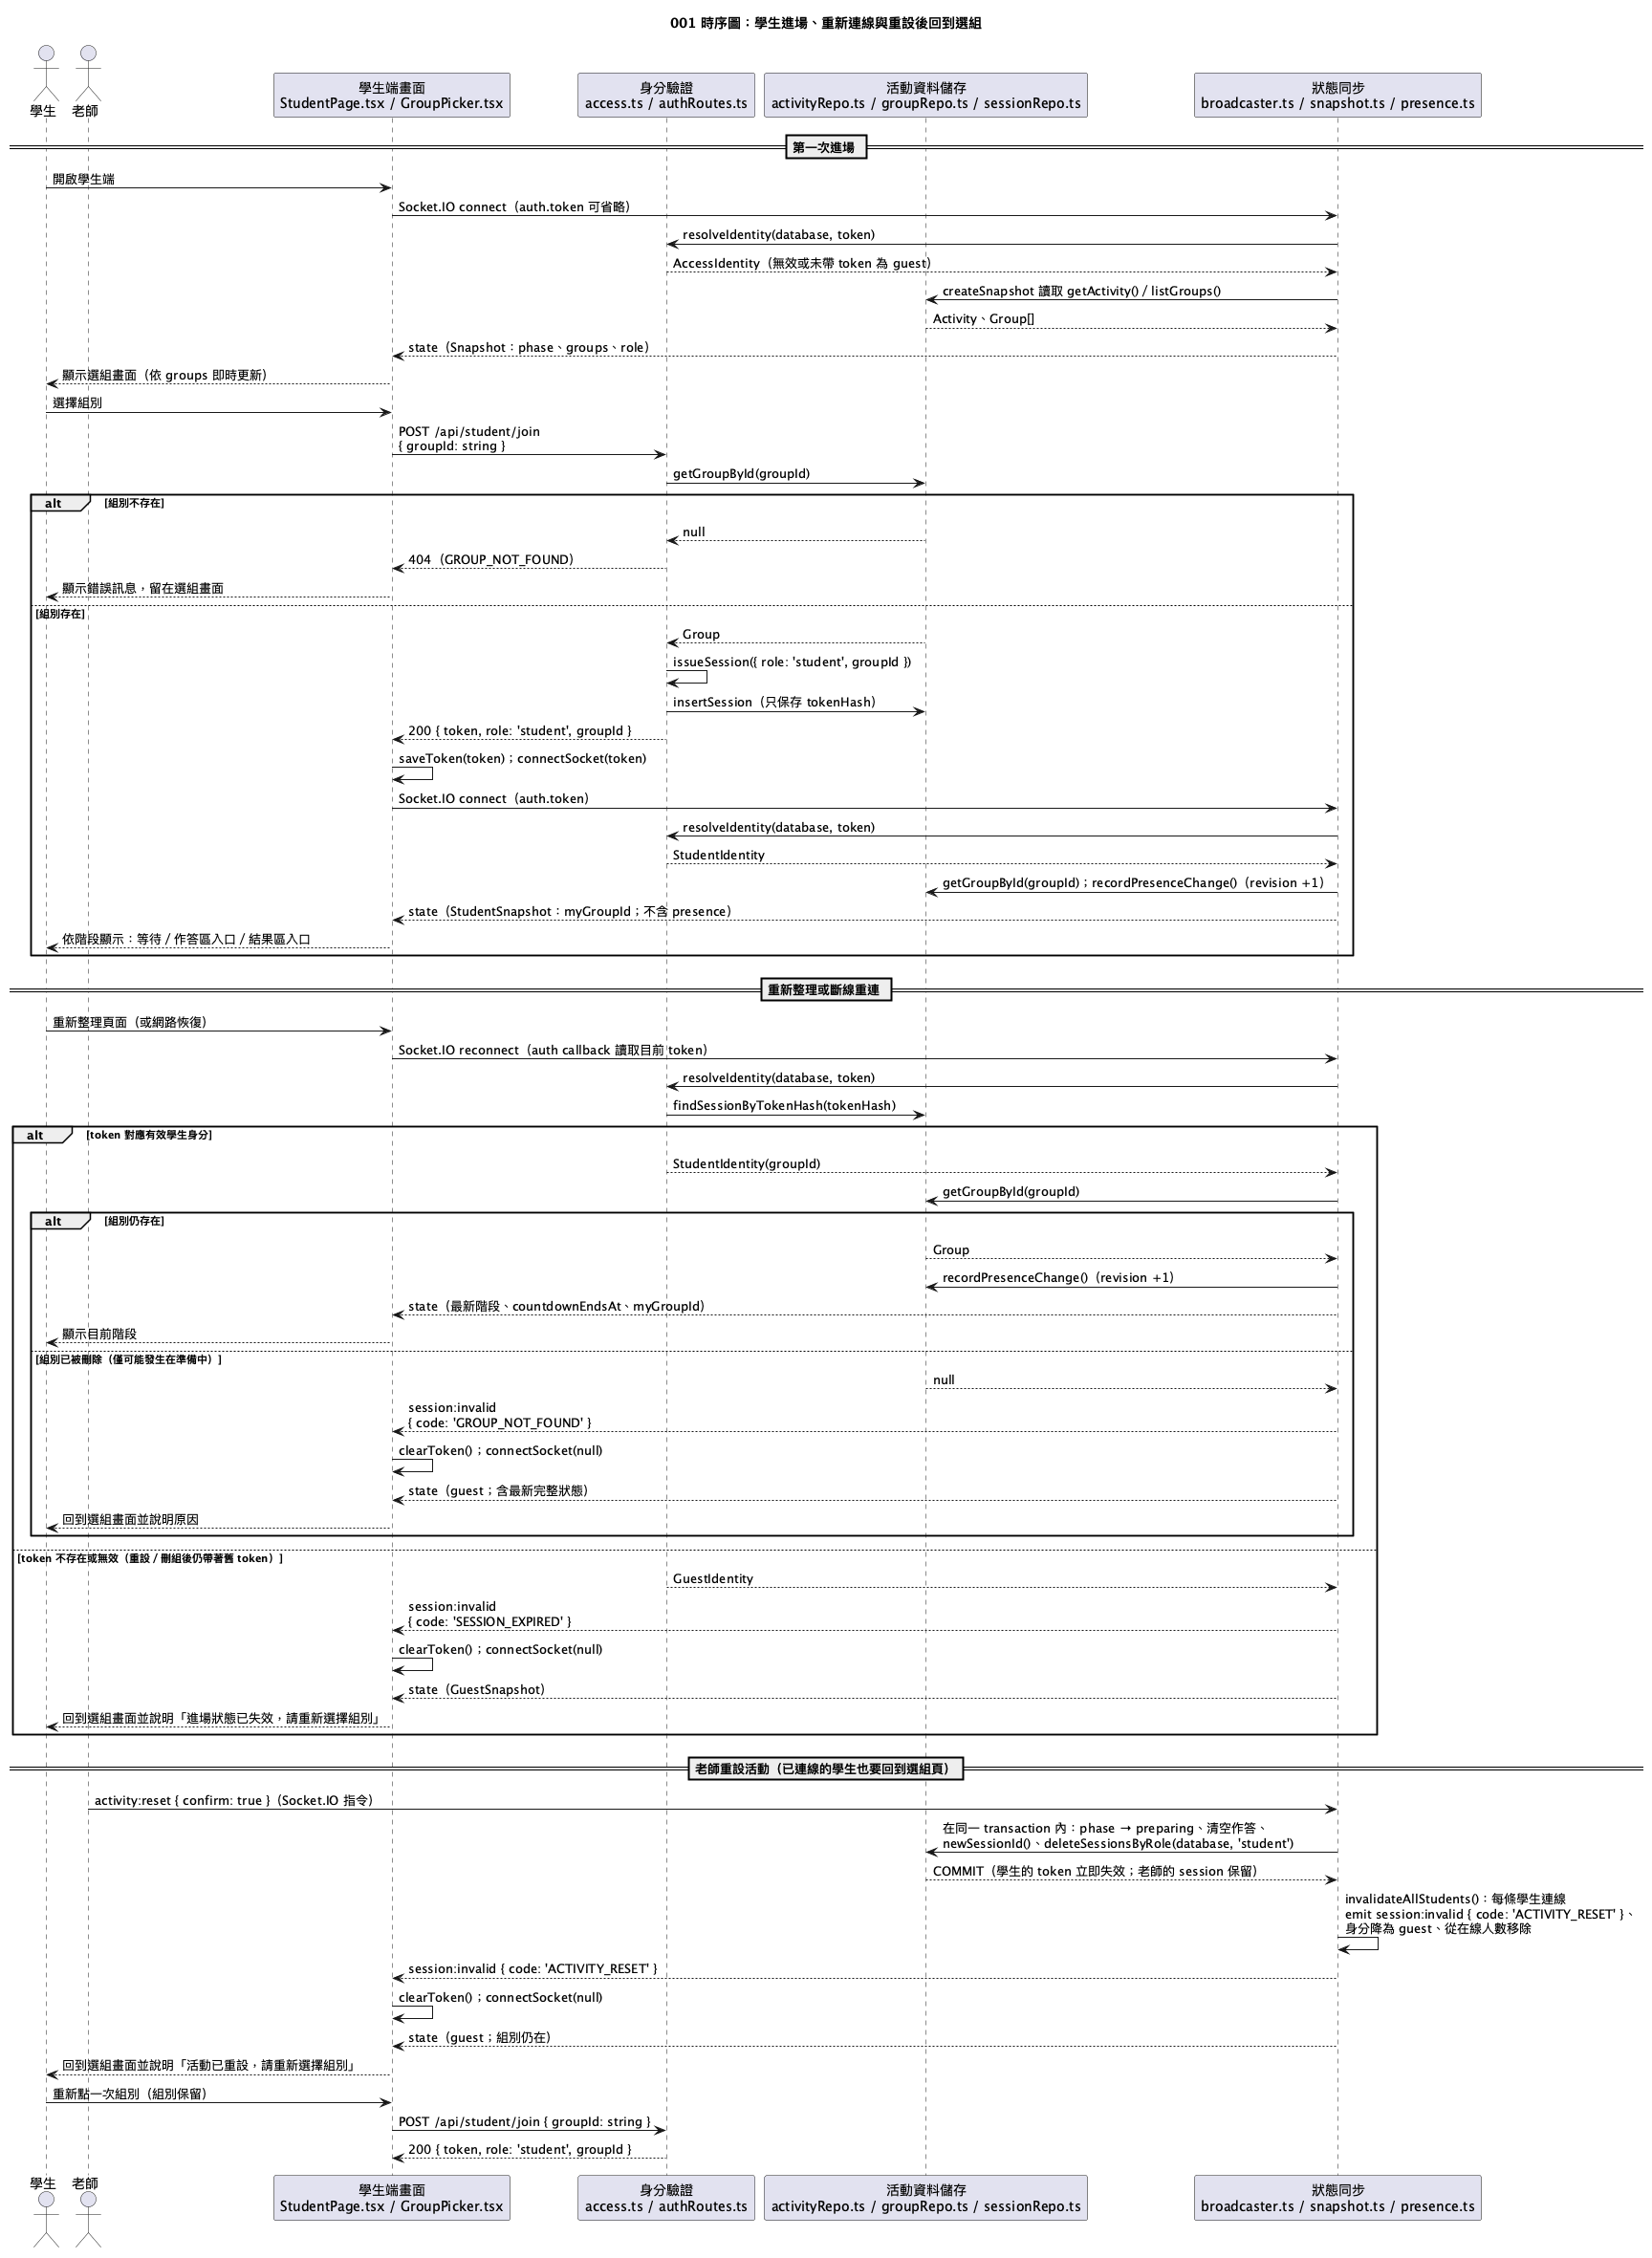 001 時序圖：學生進場、重新連線與重設後回到選組
學生
老師
學生端畫面
StudentPage.tsx / GroupPicker.tsx
身分驗證
access.ts / authRoutes.ts
活動資料儲存
activityRepo.ts / groupRepo.ts / sessionRepo.ts
狀態同步
broadcaster.ts / snapshot.ts / presence.ts
第一次進場
開啟學生端
Socket.IO connect（auth.token 可省略）
resolveIdentity(database, token)
AccessIdentity（無效或未帶 token 為 guest）
createSnapshot 讀取 getActivity() / listGroups()
Activity、Group[]
state（Snapshot：phase、groups、role）
顯示選組畫面（依 groups 即時更新）
選擇組別
POST /api/student/join
{ groupId: string }
getGroupById(groupId)
alt [組別不存在]
null
404（GROUP_NOT_FOUND）
顯示錯誤訊息，留在選組畫面
[組別存在]
Group
issueSession({ role: 'student', groupId })
insertSession（只保存 tokenHash）
200 { token, role: 'student', groupId }
saveToken(token)；connectSocket(token)
Socket.IO connect（auth.token）
resolveIdentity(database, token)
StudentIdentity
getGroupById(groupId)；recordPresenceChange()（revision +1）
state（StudentSnapshot：myGroupId；不含 presence）
依階段顯示：等待 / 作答區入口 / 結果區入口
重新整理或斷線重連
重新整理頁面（或網路恢復）
Socket.IO reconnect（auth callback 讀取目前 token）
resolveIdentity(database, token)
findSessionByTokenHash(tokenHash)
alt [token 對應有效學生身分]
StudentIdentity(groupId)
getGroupById(groupId)
alt [組別仍存在]
Group
recordPresenceChange()（revision +1）
state（最新階段、countdownEndsAt、myGroupId）
顯示目前階段
[組別已被刪除（僅可能發生在準備中）]
null
session:invalid
{ code: 'GROUP_NOT_FOUND' }
clearToken()；connectSocket(null)
state（guest；含最新完整狀態）
回到選組畫面並說明原因
[token 不存在或無效（重設 / 刪組後仍帶著舊 token）]
GuestIdentity
session:invalid
{ code: 'SESSION_EXPIRED' }
clearToken()；connectSocket(null)
state（GuestSnapshot）
回到選組畫面並說明「進場狀態已失效，請重新選擇組別」
老師重設活動（已連線的學生也要回到選組頁）
activity:reset { confirm: true }（Socket.IO 指令）
在同一 transaction 內：phase → preparing、清空作答、
newSessionId()、deleteSessionsByRole(database, 'student')
COMMIT（學生的 token 立即失效；老師的 session 保留）
invalidateAllStudents()：每條學生連線
emit session:invalid { code: 'ACTIVITY_RESET' }、
身分降為 guest、從在線人數移除
session:invalid { code: 'ACTIVITY_RESET' }
clearToken()；connectSocket(null)
state（guest；組別仍在）
回到選組畫面並說明「活動已重設，請重新選擇組別」
重新點一次組別（組別保留）
POST /api/student/join { groupId: string }
200 { token, role: 'student', groupId }
學生
老師
學生端畫面
StudentPage.tsx / GroupPicker.tsx
身分驗證
access.ts / authRoutes.ts
活動資料儲存
activityRepo.ts / groupRepo.ts / sessionRepo.ts
狀態同步
broadcaster.ts / snapshot.ts / presence.ts